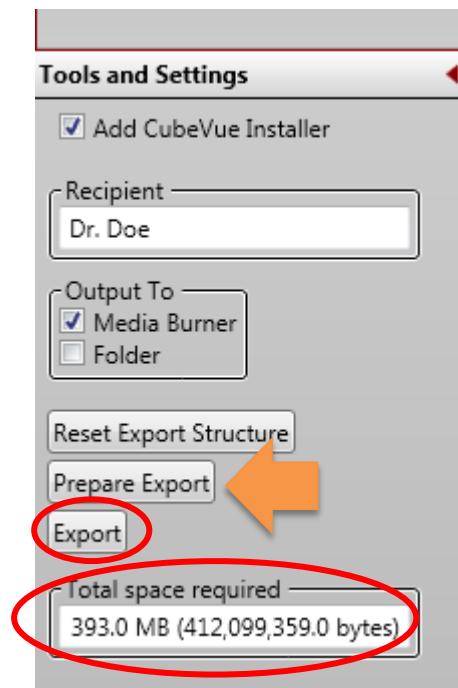 Tools and Settings
Add CubeVue Installer
Recipient
Dr. Doe
Output To
Media Burner
Folder
Reset Export Structure
Prepare Export
Export
Total space required
393.0 MB (412,099,359.0 bytes)